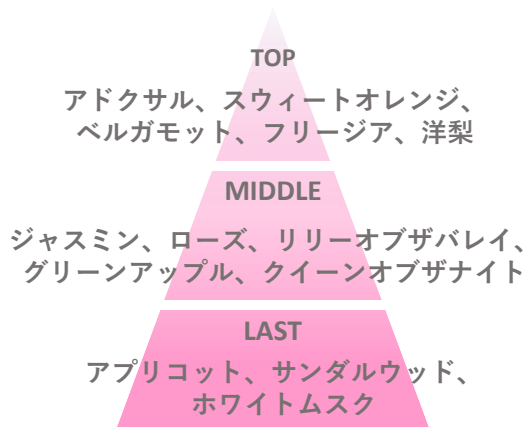 TOP
アドクサル、スウィートオレンジ、
ベルガモット、フリージア、洋梨
MIDDLE
ジャスミン、ローズ、リリーオブザバレイ、
グリーンアップル、クイーンオブザナイト
LAST
アプリコット、サンダルウッド、
ホワイトムスク